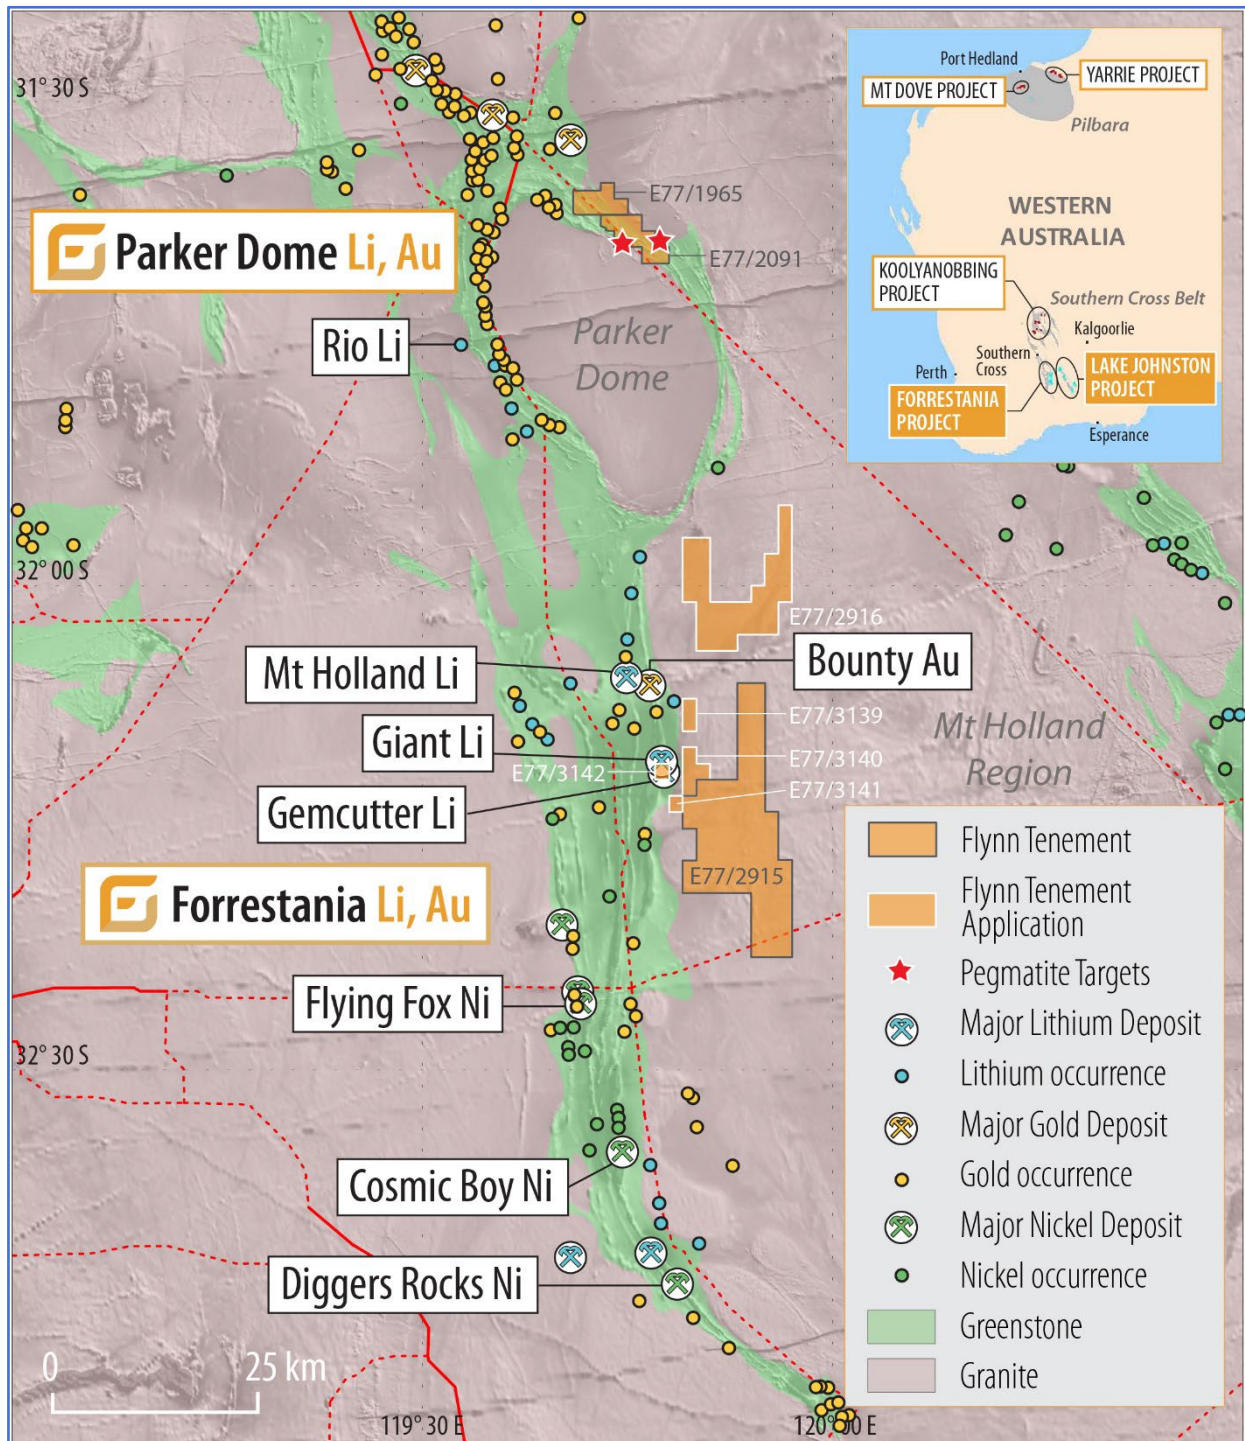 31° 30 S
E77/1965
E77/2091
Parker Dome Li, Au
Rio Li
Parker
Dome
Port Hedland
YARRIE PROJECT
MT DOVE PROJECT
Pilbara
WESTERN
AUSTRALIA
KOOLYANOBBING
PROJECT
Southern Cross Belt
Kalgoorlie
Southern
Cross
Perth
LAKE JOHNSTON
PROJECT
FORRESTANIA
PROJECT
Esperance
32° 00 S
E77/2916
Mt Holland Li
Bounty Au
E77/3139
Giant Li
E77/3140
E77/3142
E77/3141
Gemcutter Li
Mt Holland
Region
E77/2915
Forrestania Li, Au
Flying Fox Ni
32° 30 S
Cosmic Boy Ni
Diggers Rocks Ni
Flynn Tenement
Flynn Tenement
Application
Pegmatite Targets
Major Lithium Deposit
Lithium occurrence
Major Gold Deposit
Gold occurrence
Major Nickel Deposit
Nickel occurrence
Greenstone
Granite
0 25 km
119° 30 E
120° 00 E